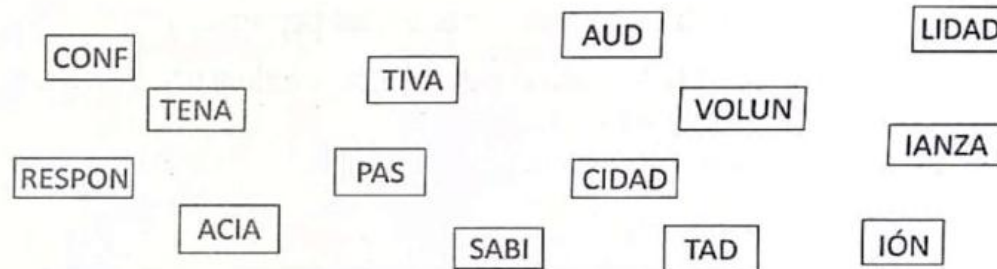 AUD
LIDAD
CONF
TIVA
TENA
VOLUN
IANZA
RESPON
PAS
CIDAD
ACIA
SABI
TAD
IÓN